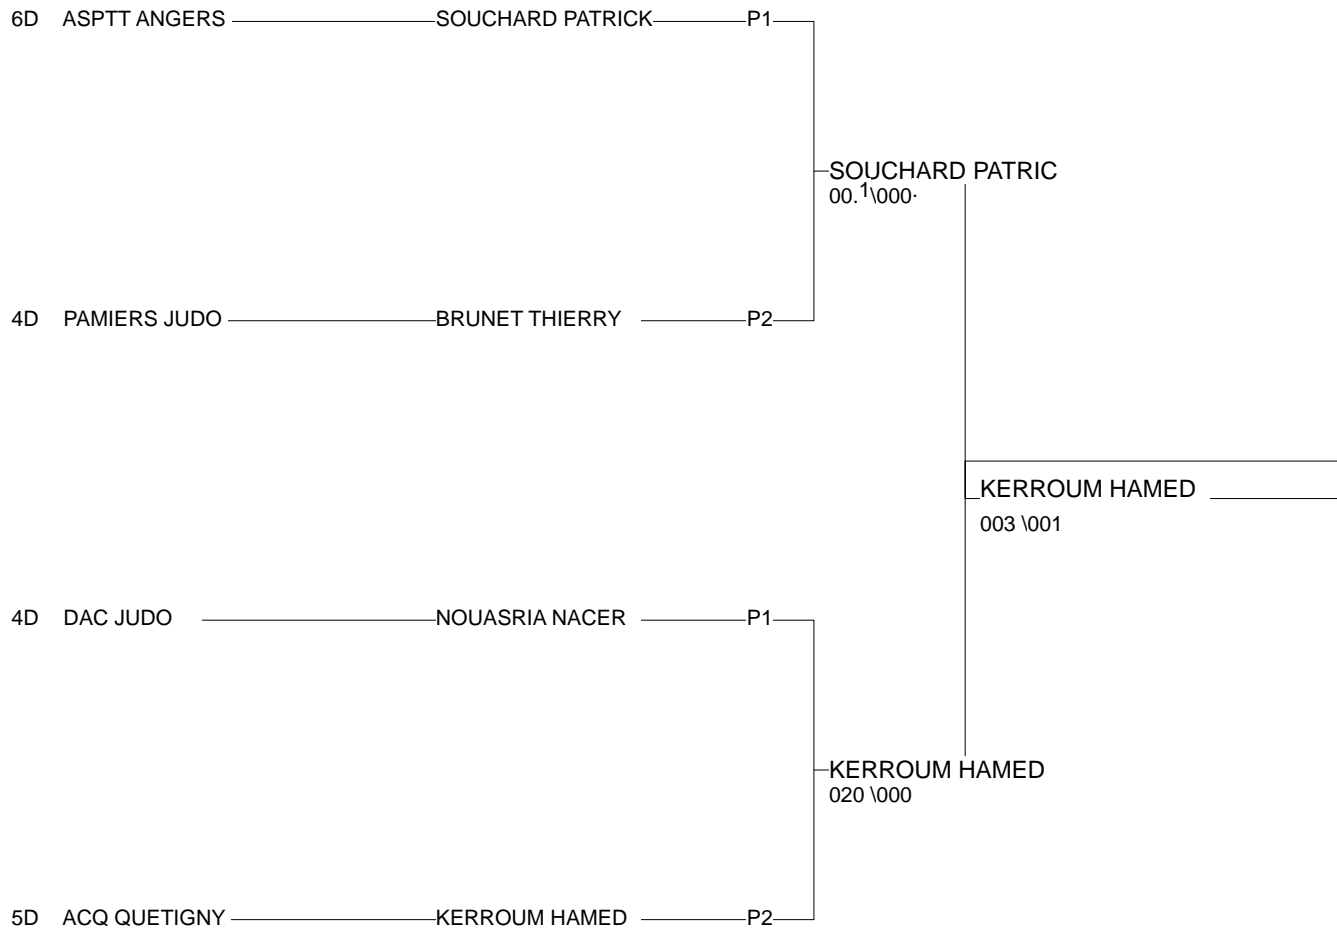 6D ASPTT ANGERS SOUCHARD PATRICK P1
SOUCHARD PATRIC
00.1\000·
4D PAMIERS JUDO BRUNET THIERRY P2
KERROUM HAMED
003 \001
4D DAC JUDO NOUASRIA NACER P1
KERROUM HAMED
020 \000
5D ACQ QUETIGNY KERROUM HAMED P2